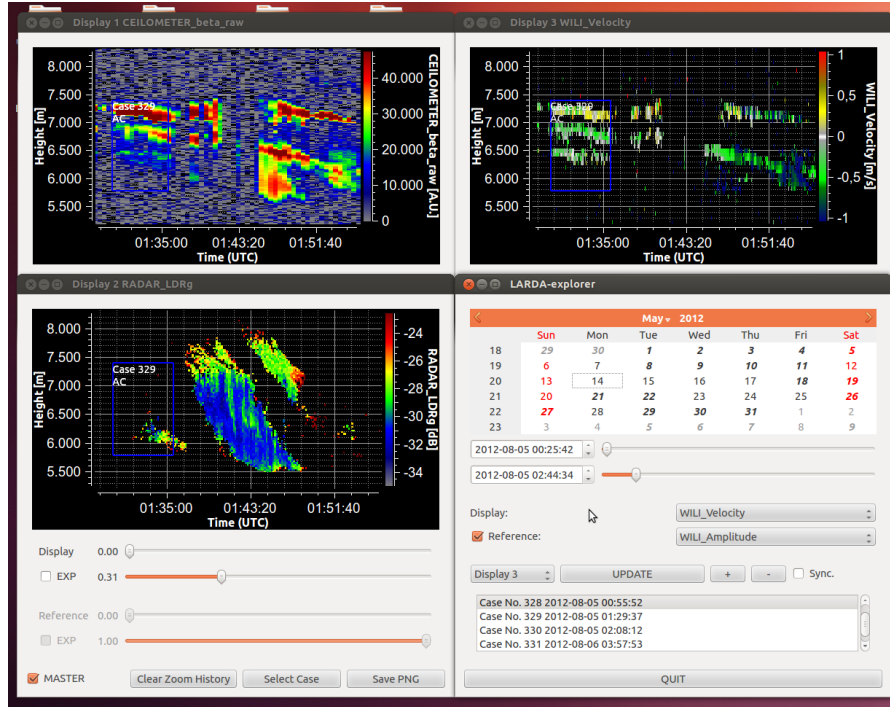 Display 1 CEILOMETER_beta_raw
8.000
7.500
7.000
6.500
6.000
5.500
Height [m]
Case 329
AC
01:35:00 01:43:20 01:51:40
Time (UTC)
40.000
30.000
20.000
10.000
0
CEILOMETER_beta_raw [A.U.]
Display 3 WILI_Velocity
8.000
7.500
7.000
6.500
6.000
5.500
Height [m]
Case 329
AC
01:35:00 01:43:20 01:51:40
Time (UTC)
1
0,5
0
-0,5
-1
WILI_Velocity [m/s]
Display 2 RADAR_LDRg
8.000
7.500
7.000
6.500
6.000
5.500
Height [m]
Case 329
AC
01:35:00 01:43:20 01:51:40
Time (UTC)
-24
-26
-28
-30
-32
-34
RADAR_LDRg [dB]
Display 0.00
EXP 0.31
Reference 0.00
EXP 1.00
MASTER Clear Zoom History Select Case Save PNG
LARDA-explorer
May 2012
Sun Mon Tue Wed Thu Fri Sat
18 29 30 1 2 3 4 5
19 6 7 8 9 10 11 12
20 13 14 15 16 17 18 19
21 20 21 22 23 24 25 26
22 27 28 29 30 31 1 2
23 3 4 5 6 7 8 9
2012-08-05 00:25:42
2012-08-05 02:44:34
Display: WILI_Velocity
Reference: WILI_Amplitude
Display 3 UPDATE + - Sync.
Case No. 328 2012-08-05 00:55:52
Case No. 329 2012-08-05 01:29:37
Case No. 330 2012-08-05 02:08:12
Case No. 331 2012-08-06 03:57:53
QUIT